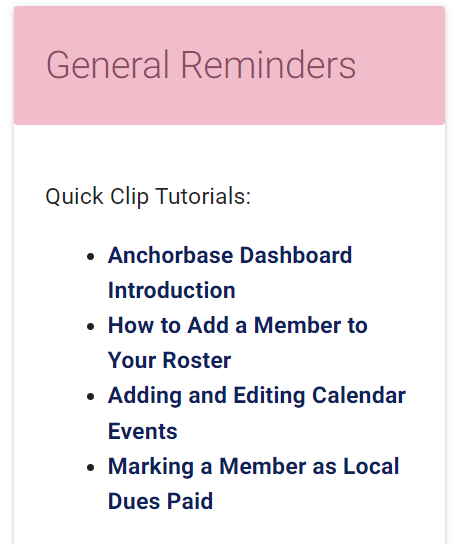 General Reminders
Quick Clip Tutorials:
• Anchorbase Dashboard
Introduction
• How to Add a Member to
Your Roster
• Adding and Editing Calendar
Events
• Marking a Member as Local
Dues Paid